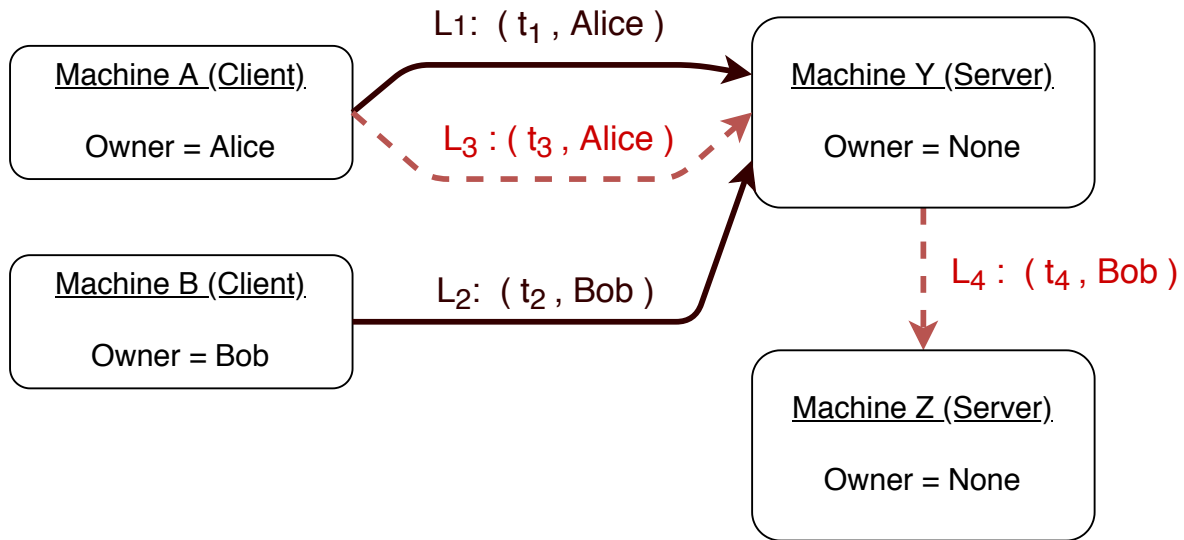 L1: ( t1 , Alice )
Machine A (Client)
Owner = Alice
Machine Y (Server)
Owner = None
L3 : ( t3 , Alice )
Machine B (Client)
Owner = Bob
L2: ( t2 , Bob )
L4 : ( t4 , Bob )
Machine Z (Server)
Owner = None